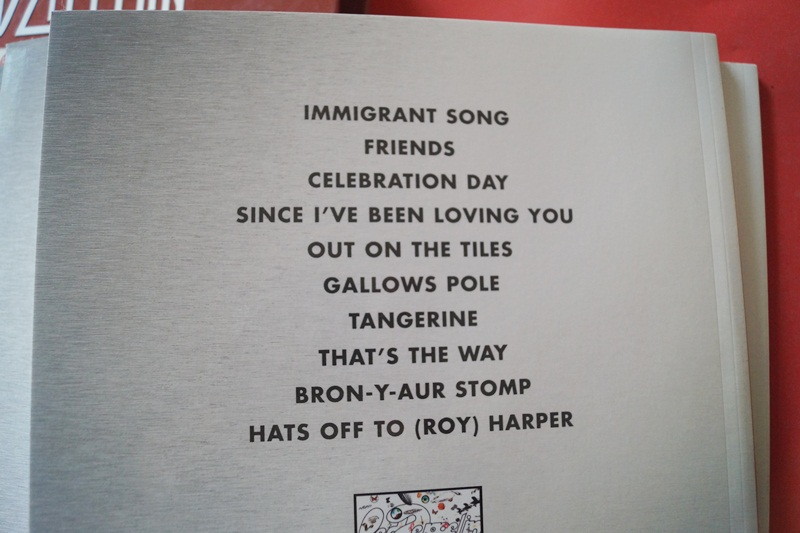 IMMIGRANT SONG
FRIENDS
CELEBRATION DAY
SINCE I'VE BEEN LOVING YOU
OUT ON THE TILES
GALLOWS POLE
TANGERINE
THAT'S THE WAY
BRON-Y-AUR STOMP
HATS OFF TO (ROY) HARPER